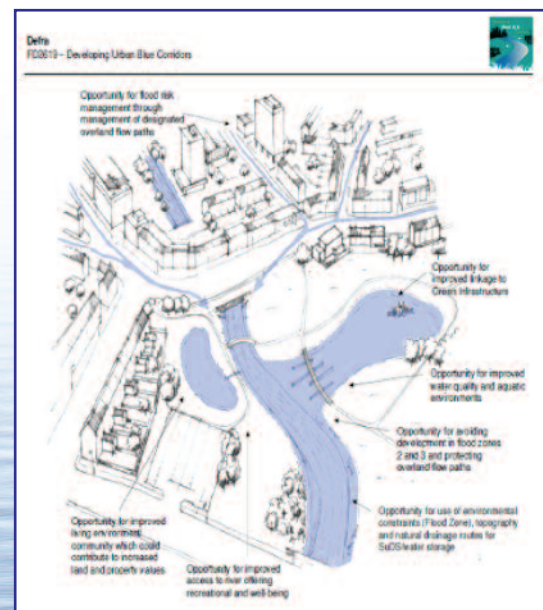 Defra
FD2619 – Developing Urban Blue Corridors
Opportunity for flood risk
management through
management of designated
overland flow paths
Opportunity for
improved linkage to
Green infrastructure
Opportunity for improved
water quality and aquatic
environments
Opportunity for avoiding
development in flood zones
2 and 3 and protecting
overland flow paths
Opportunity for use of environmental
constraints (Flood Zone), topography
and natural drainage routes for
SuDS/water storage
Opportunity for improved
living environment,
community which could
contribute to increased
land and property values
Opportunity for improved
access to river offering
recreational and well-being